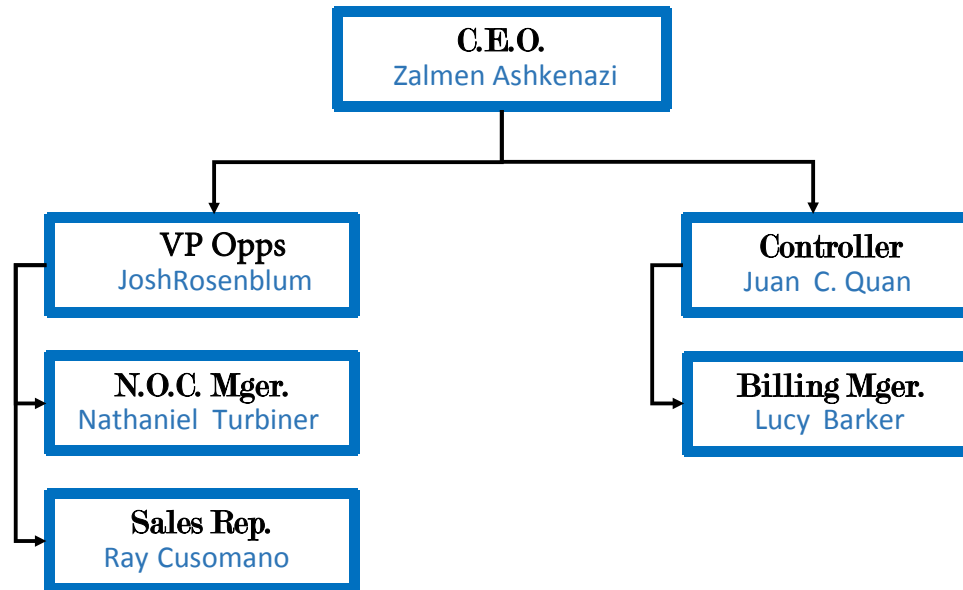 C.E.O.
Zalmen Ashkenazi
VP Opps
JoshRosenblum
Controller
Juan C. Quan
N.O.C. Mger.
Nathaniel Turbiner
Billing Mger.
Lucy Barker
Sales Rep.
Ray Cusomano